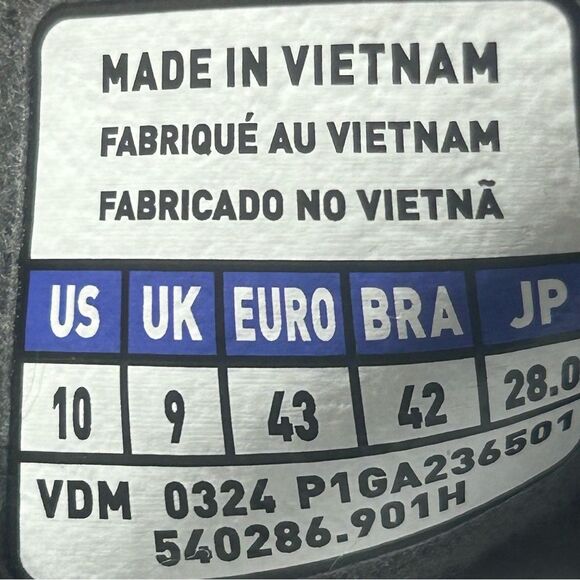 MADE IN VIETNAM
FABRIQUÉ AU VIETNAM
FABRICADO NO VIETNÃ
US UK EURO BRA JP
10 9 43 42 28.0
VDM 0324 P1GA236501
540286.901H